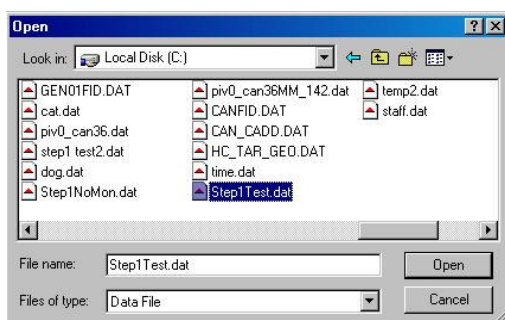 Open
Look in: Local Disk (C:)
GEN01FID.DAT piv0_can36MM_142.dat temp2.dat
cat.dat CANFID.DAT staff.dat
piv0_can36.dat CAN_CADD.DAT
step1 test2.dat HC_TAR_GEO.DAT
dog.dat time.dat
Step1NoMon.dat Step1Test.dat
File name: Step1Test.dat Open
Files of type: Data File Cancel